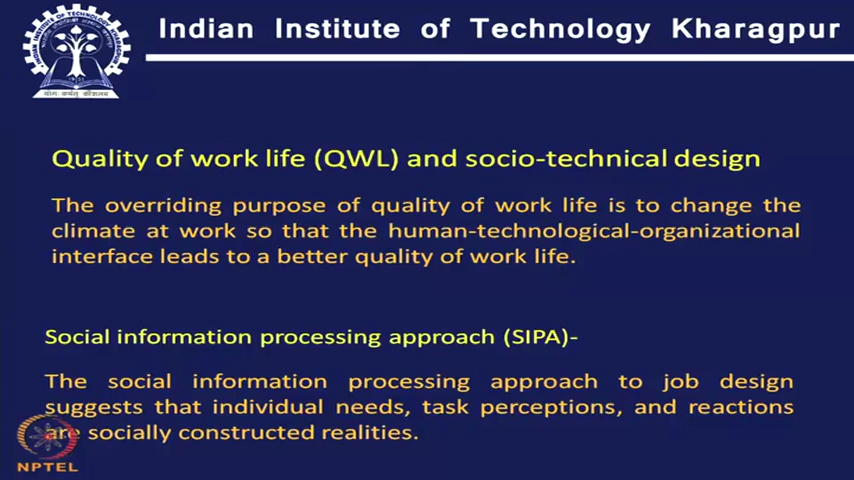 Indian Institute of Technology Kharagpur
Quality of work life (QWL) and socio-technical design
The overriding purpose of quality of work life is to change the
climate at work so that the human-technological-organizational
interface leads to a better quality of work life.
Social information processing approach (SIPA)-
The social information processing approach to job design
suggests that individual needs, task perceptions, and reactions
are socially constructed realities.
NPTEL